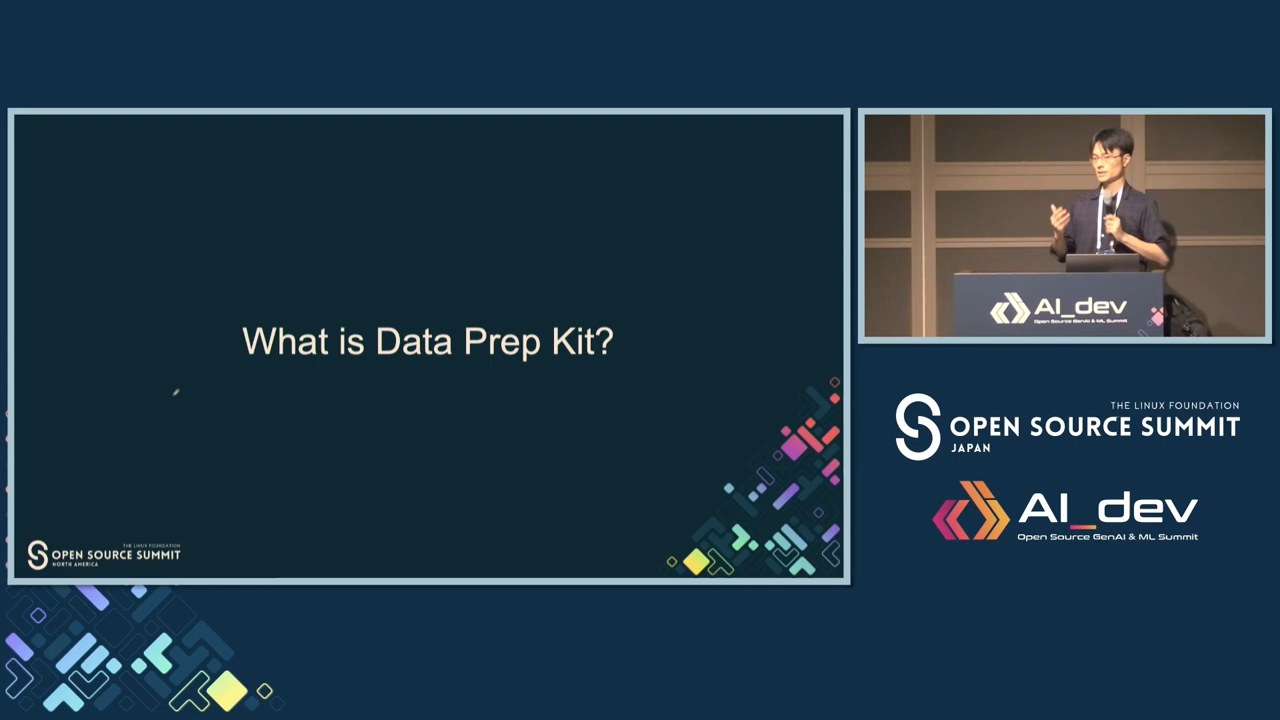 What is Data Prep Kit?
THE LINUX FOUNDATION
OPEN SOURCE SUMMIT
NORTH AMERICA
AI_dev
Open Source GenAI & ML Summit
THE LINUX FOUNDATION
OPEN SOURCE SUMMIT
JAPAN
AI_dev
Open Source GenAI & ML Summit